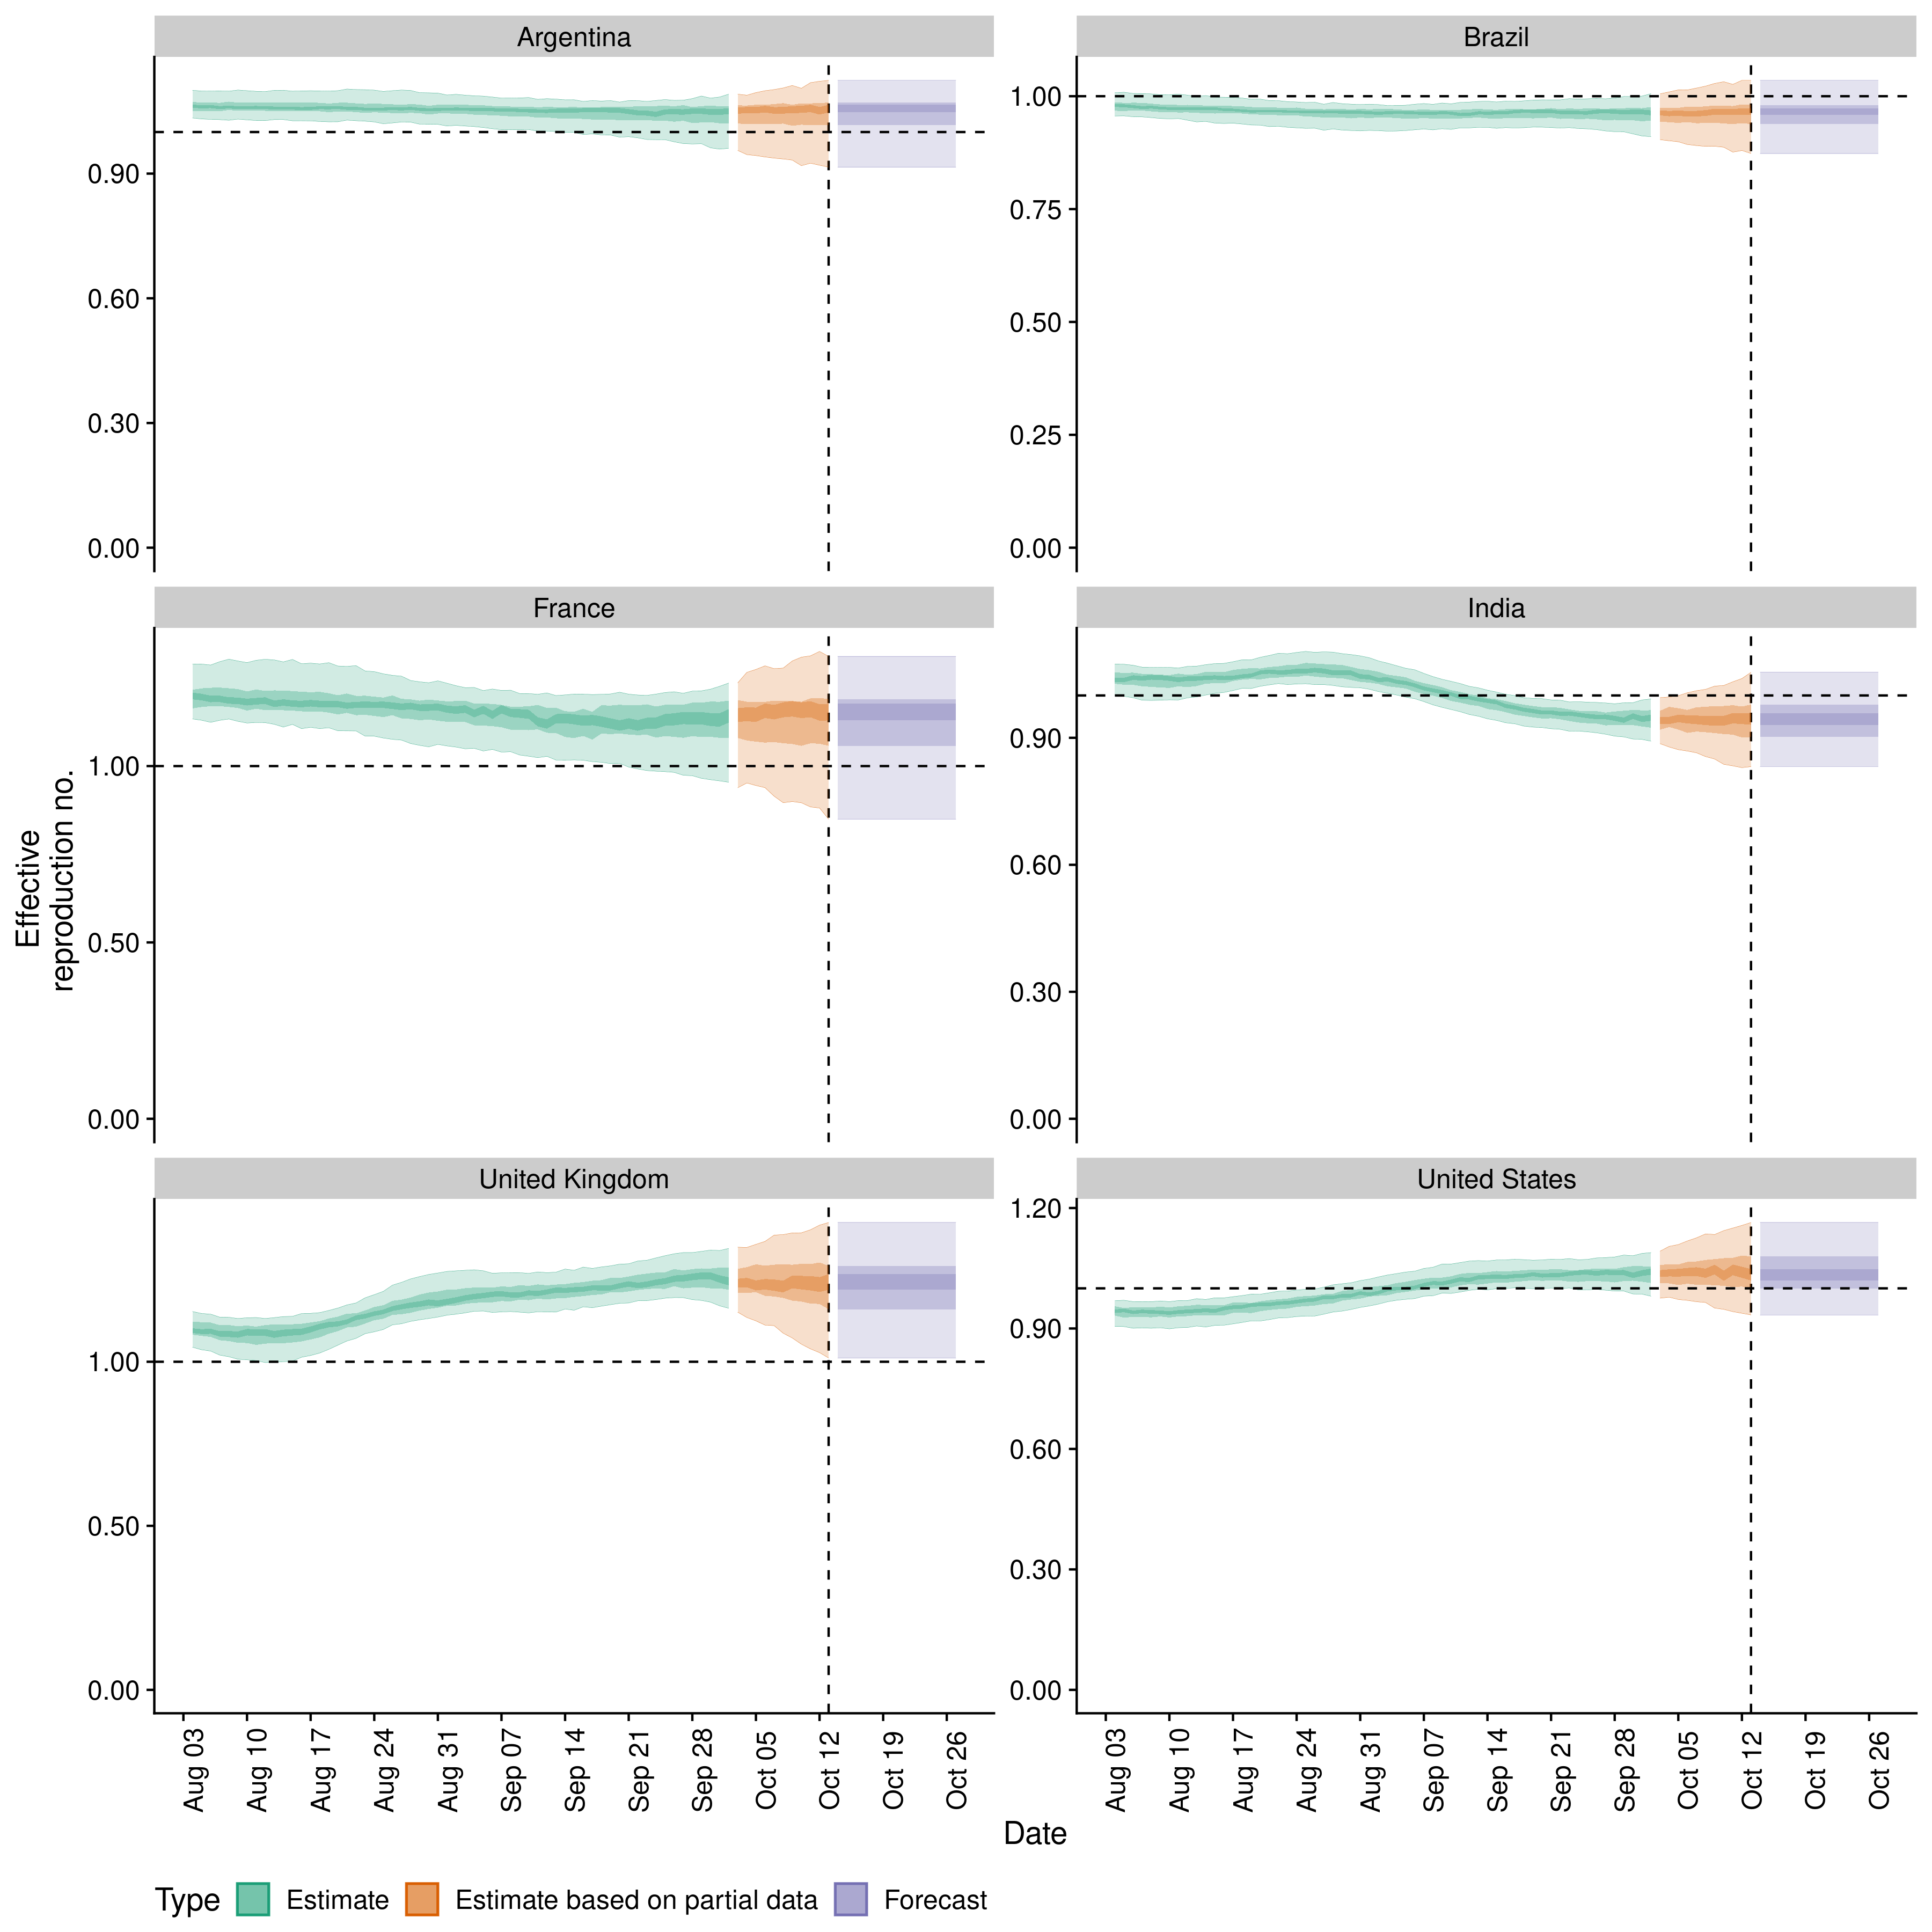 Argentina
Brazil
0.90
0.60
0.30
0.00
1.00
0.75
0.50
0.25
0.00
France
India
1.00
0.50
0.00
0.90
0.60
0.30
0.00
Effective
reproduction no.
United Kingdom
United States
1.00
0.50
0.00
1.20
0.90
0.60
0.30
0.00
Aug 03
Aug 10
Aug 17
Aug 24
Aug 31
Sep 07
Sep 14
Sep 21
Sep 28
Oct 05
Oct 12
Oct 19
Oct 26
Aug 03
Aug 10
Aug 17
Aug 24
Aug 31
Sep 07
Sep 14
Sep 21
Sep 28
Oct 05
Oct 12
Oct 19
Oct 26
Date
Type Estimate Estimate based on partial data Forecast